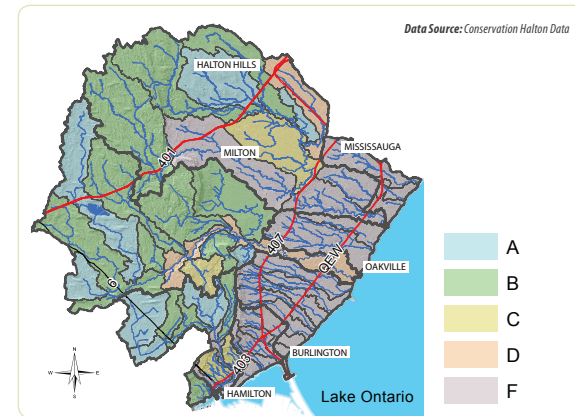 Data Source: Conservation Halton Data
HALTON HILLS
MISSISSAUGA
401
MILTON
407
QEW
A
B
OAKVILLE
6
C
D
BURLINGTON
403
F
N
W E
S
HAMILTON
Lake Ontario